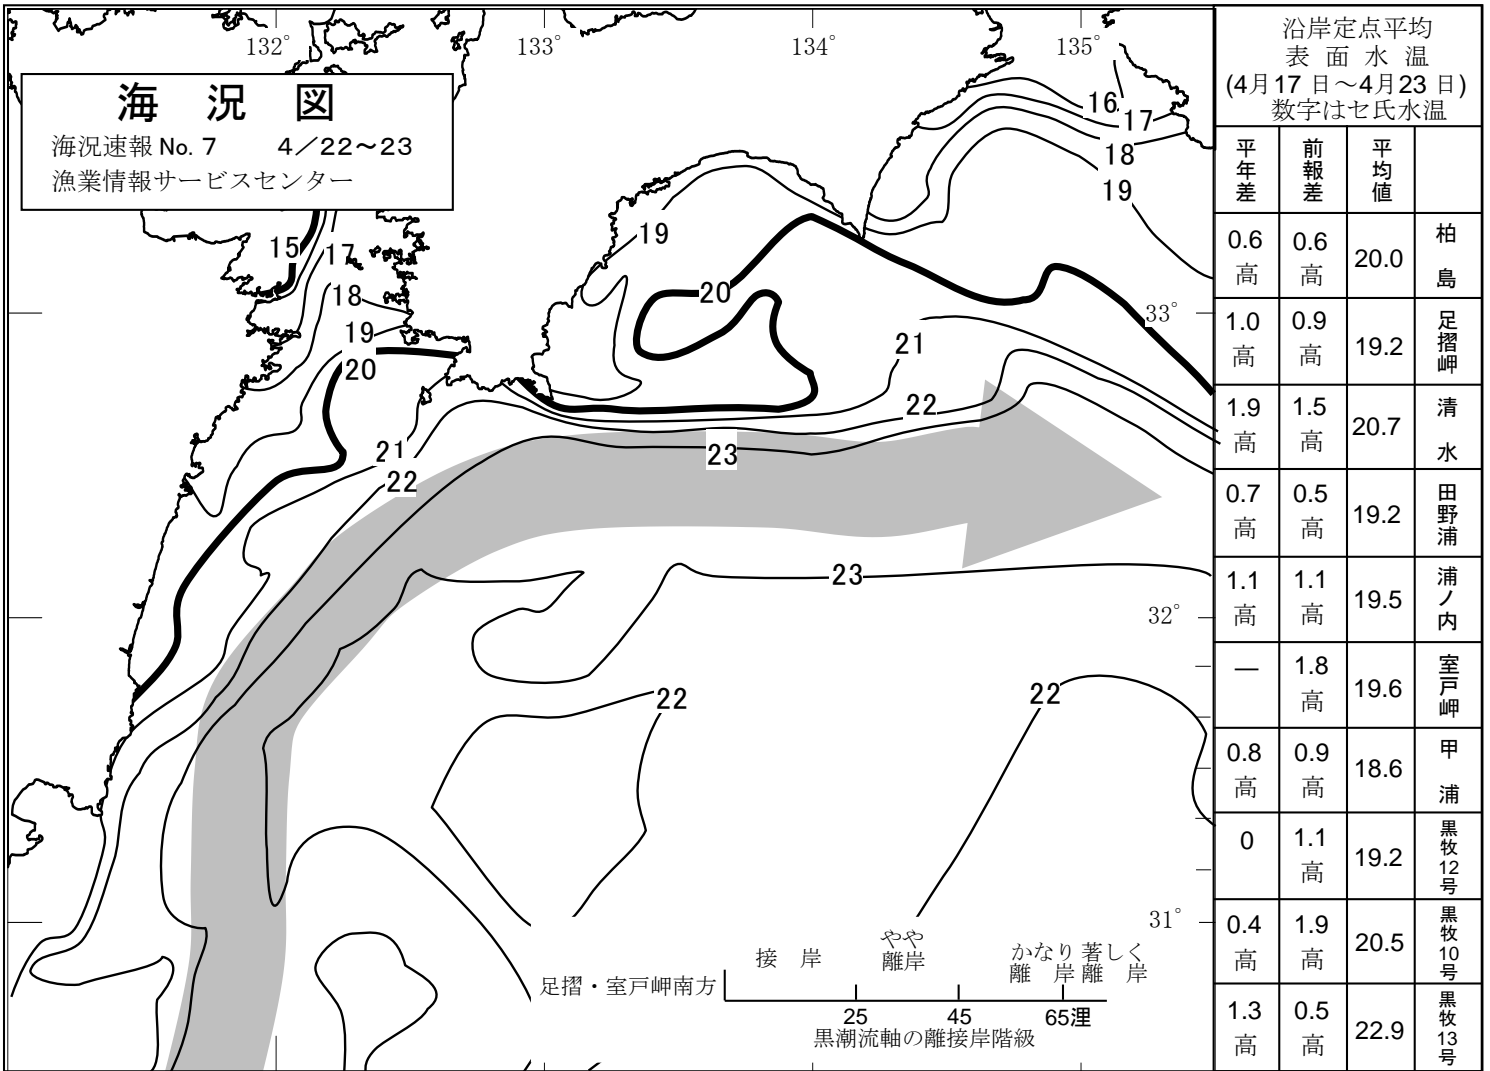 132°
133°
134°
135°
海 況 図
海況速報 No. 7 4／22～23
漁業情報サービスセンター
16
17
18
19
15
17
18
19
20
19
20
33°
21
22
21
22
23
23
32°
22
22
31°
接 岸
やや
離岸
かなり
離 岸
著しく
離 岸
足摺・室戸岬南方
25 45 65浬
黒潮流軸の離接岸階級
沿岸定点平均
表 面 水 温
(4月17 日～4月23 日)
数字はセ氏水温
平年差 前報差 平均値
0.6高 0.6高 20.0 柏島
1.0高 0.9高 19.2 足摺岬
1.9高 1.5高 20.7 清水
0.7高 0.5高 19.2 田野浦
1.1高 1.1高 19.5 浦ノ内
— 1.8高 19.6 室戸岬
0.8高 0.9高 18.6 甲浦
0 1.1高 19.2 黒牧12号
0.4高 1.9高 20.5 黒牧10号
1.3高 0.5高 22.9 黒牧13号